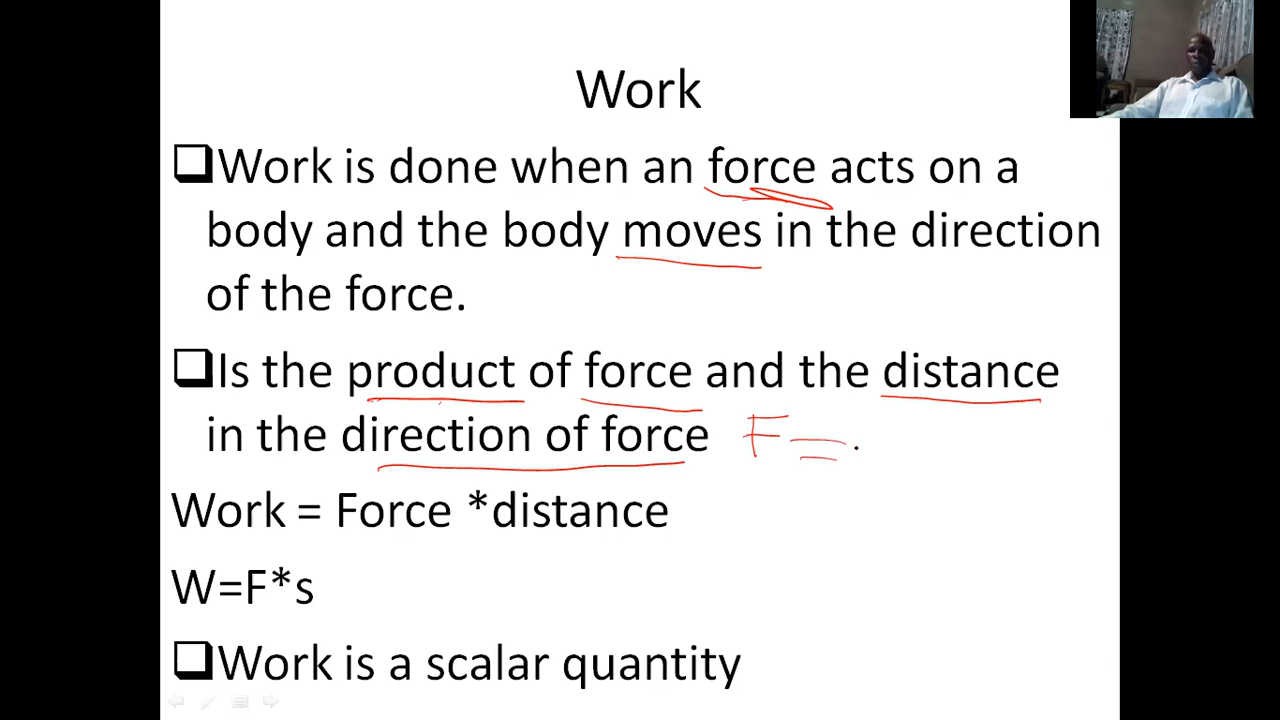 Work
❑Work is done when an force acts on a
body and the body moves in the direction
of the force.
❑Is the product of force and the distance
in the direction of force F =
Work = Force *distance
W=F*s
❑Work is a scalar quantity